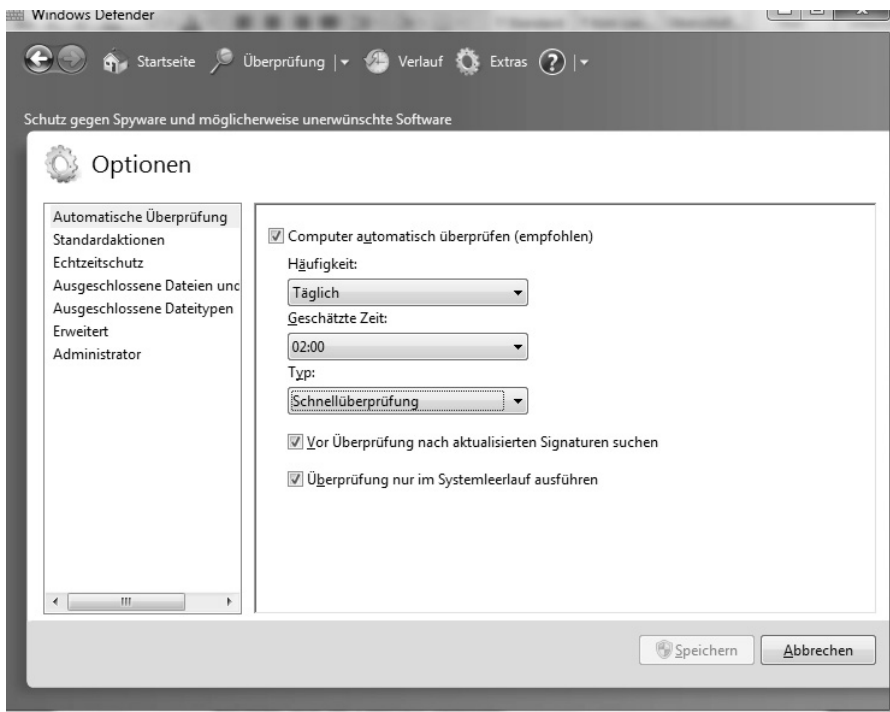 Windows Defender
Startseite Überprüfung Verlauf Extras ?
Schutz gegen Spyware und möglicherweise unerwünschte Software
Optionen
Automatische Überprüfung
Standardaktionen
Echtzeitschutz
Ausgeschlossene Dateien und
Ausgeschlossene Dateitypen
Erweitert
Administrator
Computer automatisch überprüfen (empfohlen)
Häufigkeit:
Täglich
Geschätzte Zeit:
02:00
Typ:
Schnellüberprüfung
Vor Überprüfung nach aktualisierten Signaturen suchen
Überprüfung nur im Systemleerlauf ausführen
Speichern Abbrechen